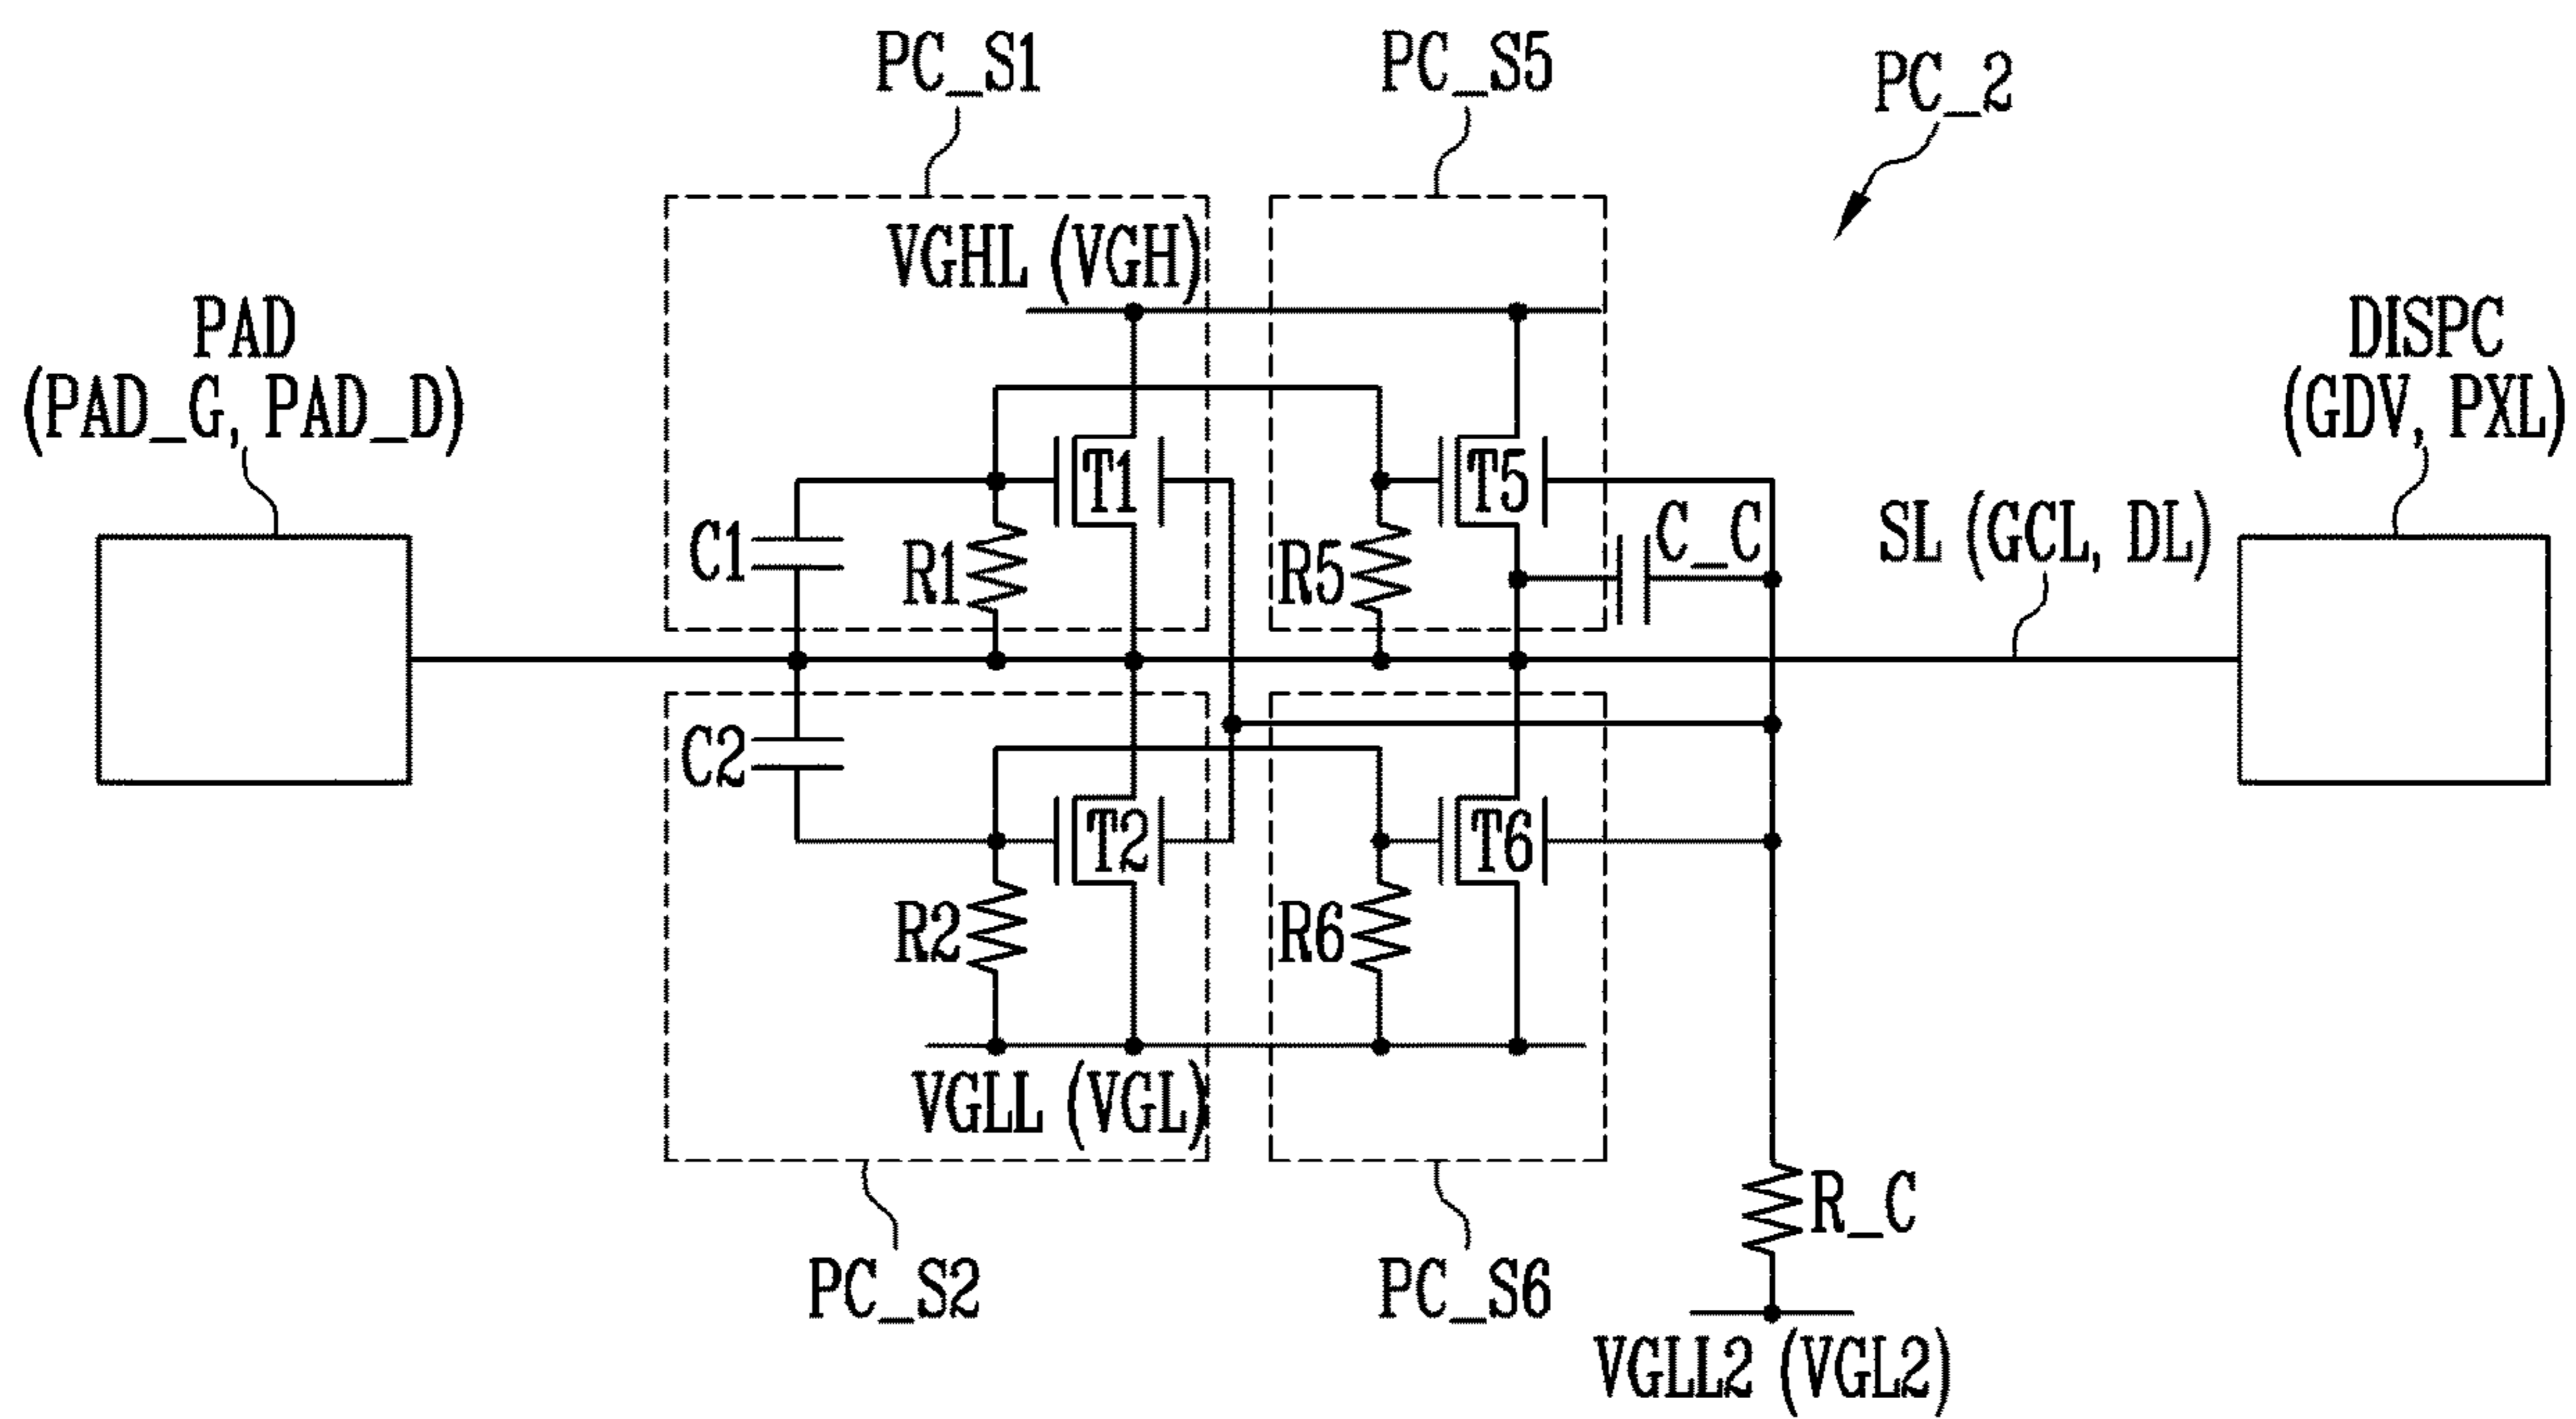 PC_S1
PC_S5
PC_2
VGHL (VGH)
PAD
(PAD_G, PAD_D)
DISPC
(GDV, PXL)
T1
T5
C1
R1
R5
C_C
SL (GCL, DL)
C2
T2
T6
R2
R6
VGLL (VGL)
R_C
PC_S2
PC_S6
VGLL2 (VGL2)